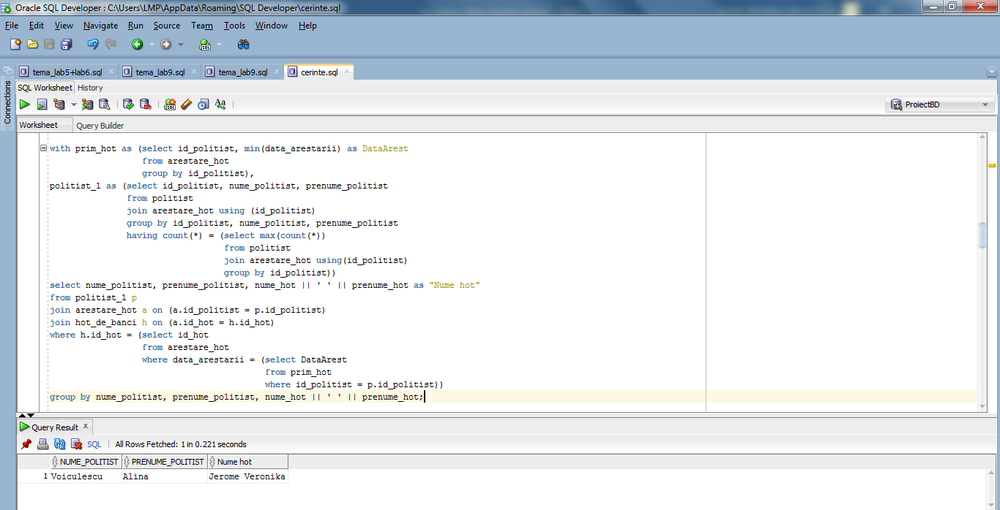 Oracle SQL Developer : C:\Users\LMP\AppData\Roaming\SQL Developer\cerinte.sql
File Edit View Navigate Run Source Team Tools Window Help
tema_lab5+lab6.sql tema_lab9.sql tema_lab9.sql cerinte.sql
Connections
SQL Worksheet History
Aa
ProiectBD
Worksheet Query Builder
with prim_hot as (select id_politist, min(data_arestarii) as DataArest
from arestare_hot
group by id_politist),
politist_1 as (select id_politist, nume_politist, prenume_politist
from politist
join arestare_hot using (id_politist)
group by id_politist, nume_politist, prenume_politist
having count(*) = (select max(count(*))
from politist
join arestare_hot using(id_politist)
group by id_politist))
select nume_politist, prenume_politist, nume_hot || ' ' || prenume_hot as "Nume hot"
from politist_1 p
join arestare_hot a on (a.id_politist = p.id_politist)
join hot_de_banci h on (a.id_hot = h.id_hot)
where h.id_hot = (select id_hot
from arestare_hot
where data_arestarii = (select DataArest
from prim_hot
where id_politist = p.id_politist))
group by nume_politist, prenume_politist, nume_hot || ' ' || prenume_hot;
Query Result x
SQL | All Rows Fetched: 1 in 0.221 seconds
NUME_POLITIST PRENUME_POLITIST Nume hot
1 Voiculescu Alina Jerome Veronika